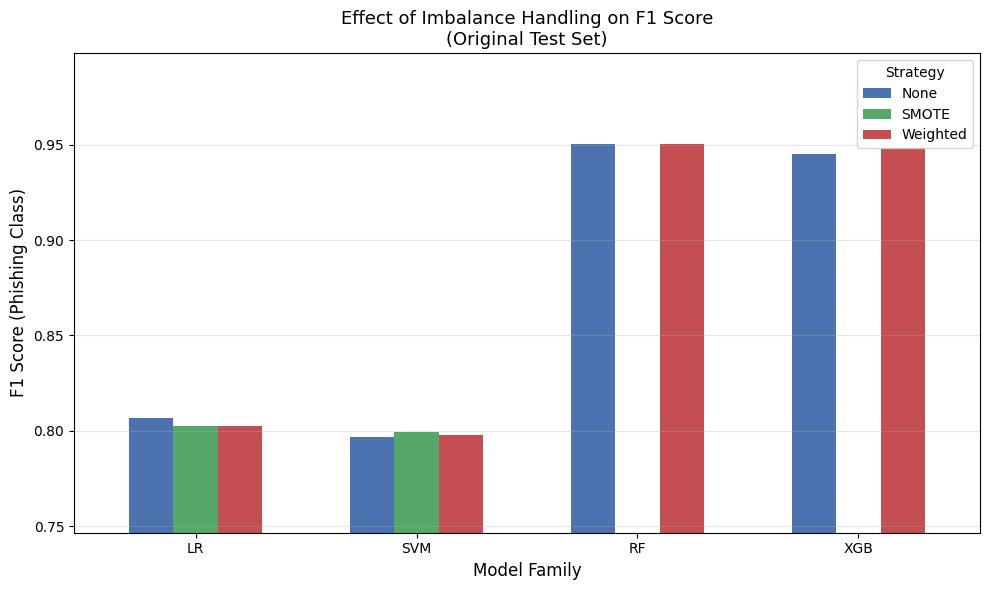 Effect of Imbalance Handling on F1 Score
(Original Test Set)
Strategy
None
SMOTE
Weighted
F1 Score (Phishing Class)
0.95
0.90
0.85
0.80
0.75
LR
SVM
RF
XGB
Model Family